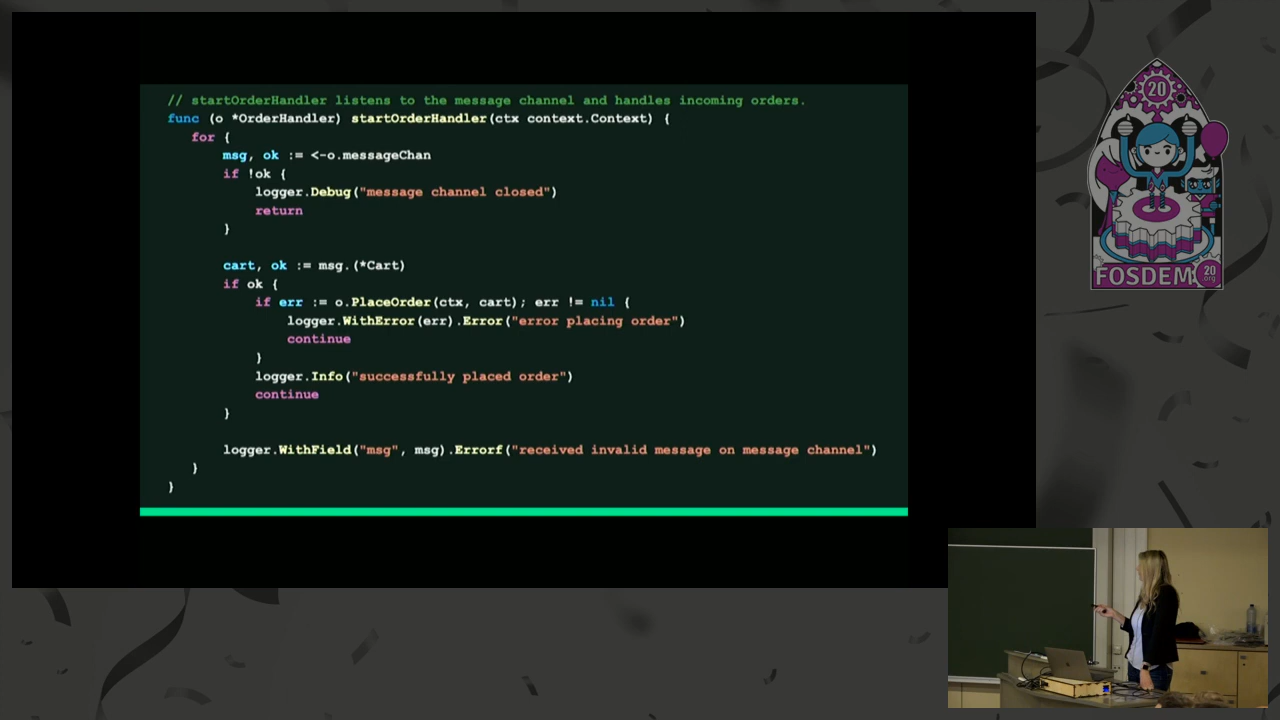 // startOrderHandler listens to the message channel and handles incoming orders.
func (o *OrderHandler) startOrderHandler(ctx context.Context) {
for {
msg, ok := <-o.messageChan
if !ok {
logger.Debug("message channel closed")
return
}
cart, ok := msg.(*Cart)
if ok {
if err := o.PlaceOrder(ctx, cart); err != nil {
logger.WithError(err).Error("error placing order")
continue
}
logger.Info("successfully placed order")
continue
}
logger.WithField("msg", msg).Errorf("received invalid message on message channel")
}
}
20
FOSDEM
20
.org